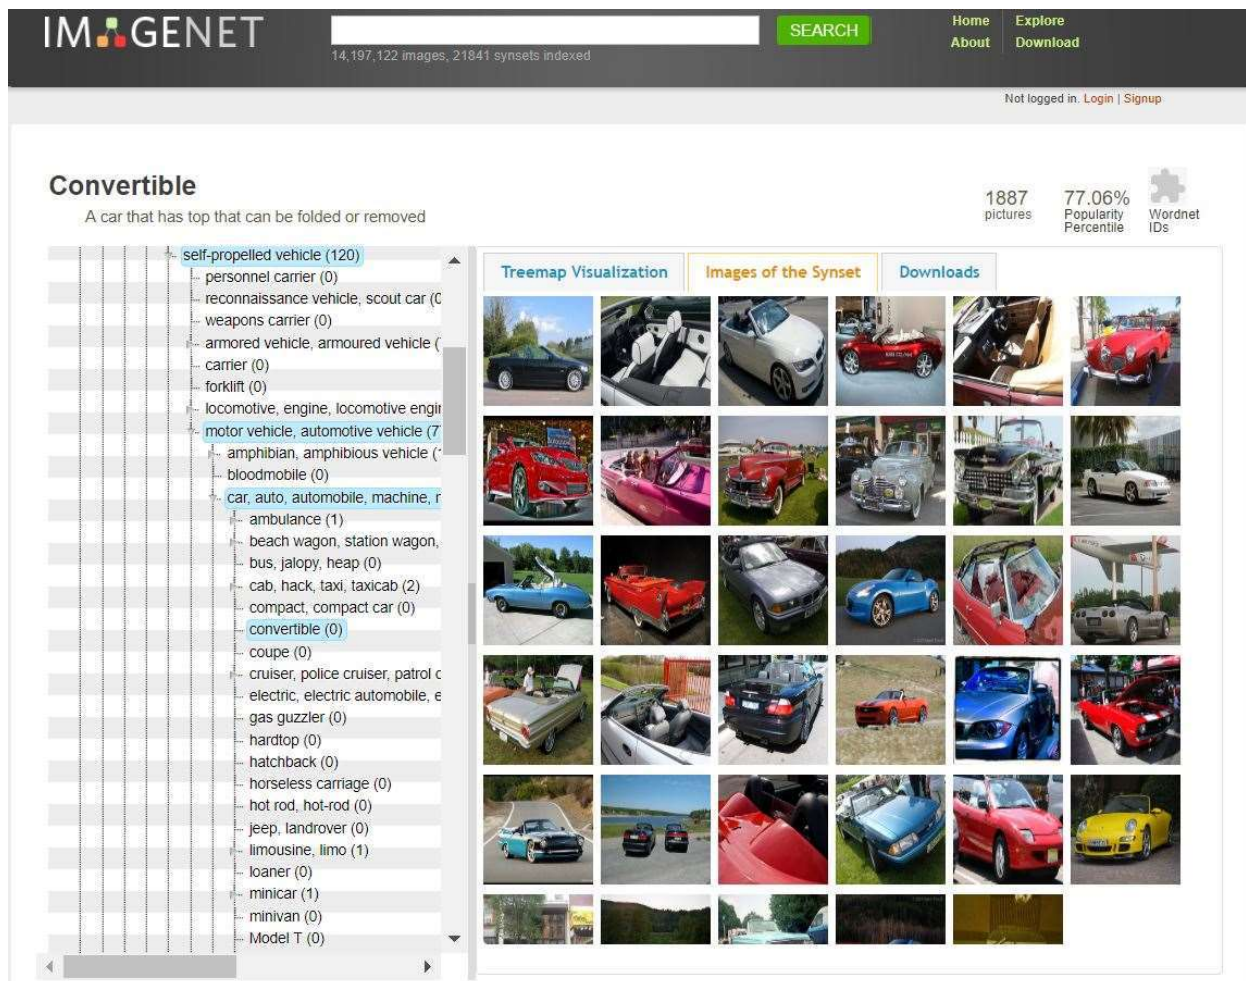 IMAGENET
SEARCH
14,197,122 images, 21841 synsets indexed
Home Explore
About Download
Not logged in. Login | Signup
Convertible
A car that has top that can be folded or removed
1887
pictures
77.06%
Popularity
Percentile
Wordnet
IDs
self-propelled vehicle (120)
personnel carrier (0)
reconnaissance vehicle, scout car (0
weapons carrier (0)
armored vehicle, armoured vehicle (
carrier (0)
forklift (0)
locomotive, engine, locomotive engin
motor vehicle, automotive vehicle (7
amphibian, amphibious vehicle (
bloodmobile (0)
car, auto, automobile, machine,
ambulance (1)
beach wagon, station wagon,
bus, jalopy, heap (0)
cab, hack, taxi, taxicab (2)
compact, compact car (0)
convertible (0)
coupe (0)
cruiser, police cruiser, patrol c
electric, electric automobile, e
gas guzzler (0)
hardtop (0)
hatchback (0)
horseless carriage (0)
hot rod, hot-rod (0)
jeep, landrover (0)
limousine, limo (1)
loaner (0)
minicar (1)
minivan (0)
Model T (0)
Treemap Visualization
Images of the Synset
Downloads